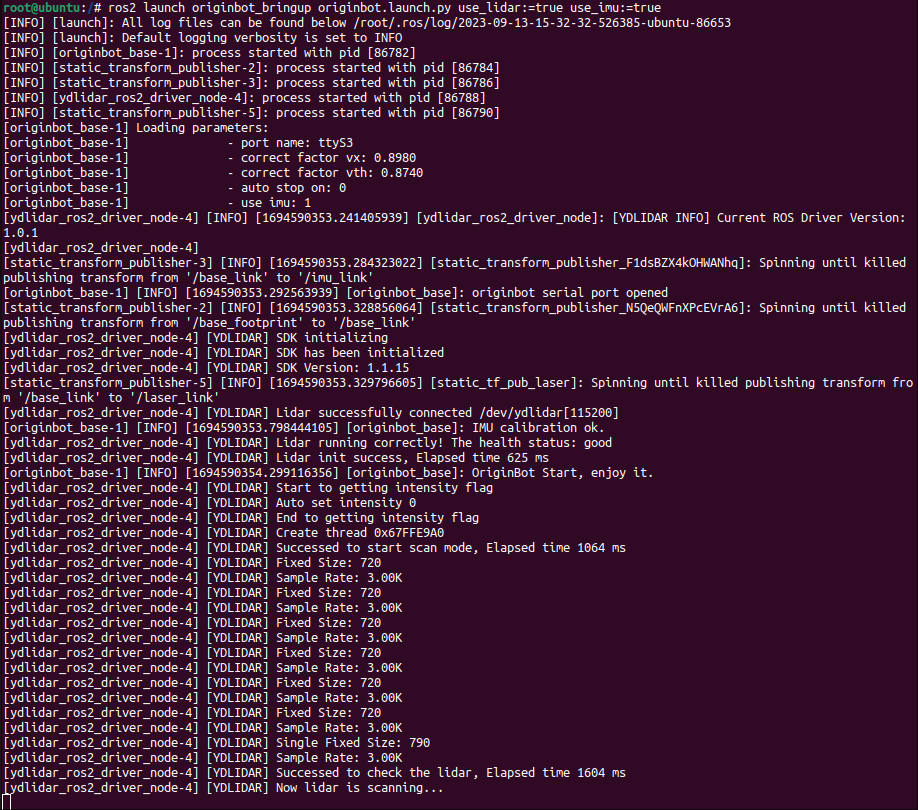 root@ubuntu:/# ros2 launch originbot_bringup originbot.launch.py use_lidar:=true use_imu:=true
[INFO] [launch]: All log files can be found below /root/.ros/log/2023-09-13-15-32-32-526385-ubuntu-86653
[INFO] [launch]: Default logging verbosity is set to INFO
[INFO] [originbot_base-1]: process started with pid [86782]
[INFO] [static_transform_publisher-2]: process started with pid [86784]
[INFO] [static_transform_publisher-3]: process started with pid [86786]
[INFO] [ydlidar_ros2_driver_node-4]: process started with pid [86788]
[INFO] [static_transform_publisher-5]: process started with pid [86790]
[originbot_base-1] Loading parameters:
[originbot_base-1]              - port name: ttyS3
[originbot_base-1]              - correct factor vx: 0.8980
[originbot_base-1]              - correct factor vth: 0.8740
[originbot_base-1]              - auto stop on: 0
[originbot_base-1]              - use imu: 1
[ydlidar_ros2_driver_node-4] [INFO] [1694590353.241405939] [ydlidar_ros2_driver_node]: [YDLIDAR INFO] Current ROS Driver Version:
1.0.1
[ydlidar_ros2_driver_node-4]
[static_transform_publisher-3] [INFO] [1694590353.284323022] [static_transform_publisher_F1dsBZX4kOHWANhq]: Spinning until killed
publishing transform from '/base_link' to '/imu_link'
[originbot_base-1] [INFO] [1694590353.292563939] [originbot_base]: originbot serial port opened
[static_transform_publisher-2] [INFO] [1694590353.328856064] [static_transform_publisher_N5QeQWFnXPcEVrA6]: Spinning until killed
publishing transform from '/base_footprint' to '/base_link'
[ydlidar_ros2_driver_node-4] [YDLIDAR] SDK initializing
[ydlidar_ros2_driver_node-4] [YDLIDAR] SDK has been initialized
[ydlidar_ros2_driver_node-4] [YDLIDAR] SDK Version: 1.1.15
[static_transform_publisher-5] [INFO] [1694590353.329796605] [static_tf_pub_laser]: Spinning until killed publishing transform fro
m '/base_link' to '/laser_link'
[ydlidar_ros2_driver_node-4] [YDLIDAR] Lidar successfully connected /dev/ydlidar[115200]
[originbot_base-1] [INFO] [1694590353.798444105] [originbot_base]: IMU calibration ok.
[ydlidar_ros2_driver_node-4] [YDLIDAR] Lidar running correctly! The health status: good
[ydlidar_ros2_driver_node-4] [YDLIDAR] Lidar init success, Elapsed time 625 ms
[originbot_base-1] [INFO] [1694590354.299116356] [originbot_base]: OriginBot Start, enjoy it.
[ydlidar_ros2_driver_node-4] [YDLIDAR] Start to getting intensity flag
[ydlidar_ros2_driver_node-4] [YDLIDAR] Auto set intensity 0
[ydlidar_ros2_driver_node-4] [YDLIDAR] End to getting intensity flag
[ydlidar_ros2_driver_node-4] [YDLIDAR] Create thread 0x67FFE9A0
[ydlidar_ros2_driver_node-4] [YDLIDAR] Successed to start scan mode, Elapsed time 1064 ms
[ydlidar_ros2_driver_node-4] [YDLIDAR] Fixed Size: 720
[ydlidar_ros2_driver_node-4] [YDLIDAR] Sample Rate: 3.00K
[ydlidar_ros2_driver_node-4] [YDLIDAR] Fixed Size: 720
[ydlidar_ros2_driver_node-4] [YDLIDAR] Sample Rate: 3.00K
[ydlidar_ros2_driver_node-4] [YDLIDAR] Fixed Size: 720
[ydlidar_ros2_driver_node-4] [YDLIDAR] Sample Rate: 3.00K
[ydlidar_ros2_driver_node-4] [YDLIDAR] Fixed Size: 720
[ydlidar_ros2_driver_node-4] [YDLIDAR] Sample Rate: 3.00K
[ydlidar_ros2_driver_node-4] [YDLIDAR] Fixed Size: 720
[ydlidar_ros2_driver_node-4] [YDLIDAR] Sample Rate: 3.00K
[ydlidar_ros2_driver_node-4] [YDLIDAR] Fixed Size: 720
[ydlidar_ros2_driver_node-4] [YDLIDAR] Sample Rate: 3.00K
[ydlidar_ros2_driver_node-4] [YDLIDAR] Single Fixed Size: 790
[ydlidar_ros2_driver_node-4] [YDLIDAR] Sample Rate: 3.00K
[ydlidar_ros2_driver_node-4] [YDLIDAR] Successed to check the lidar, Elapsed time 1604 ms
[ydlidar_ros2_driver_node-4] [YDLIDAR] Now lidar is scanning...